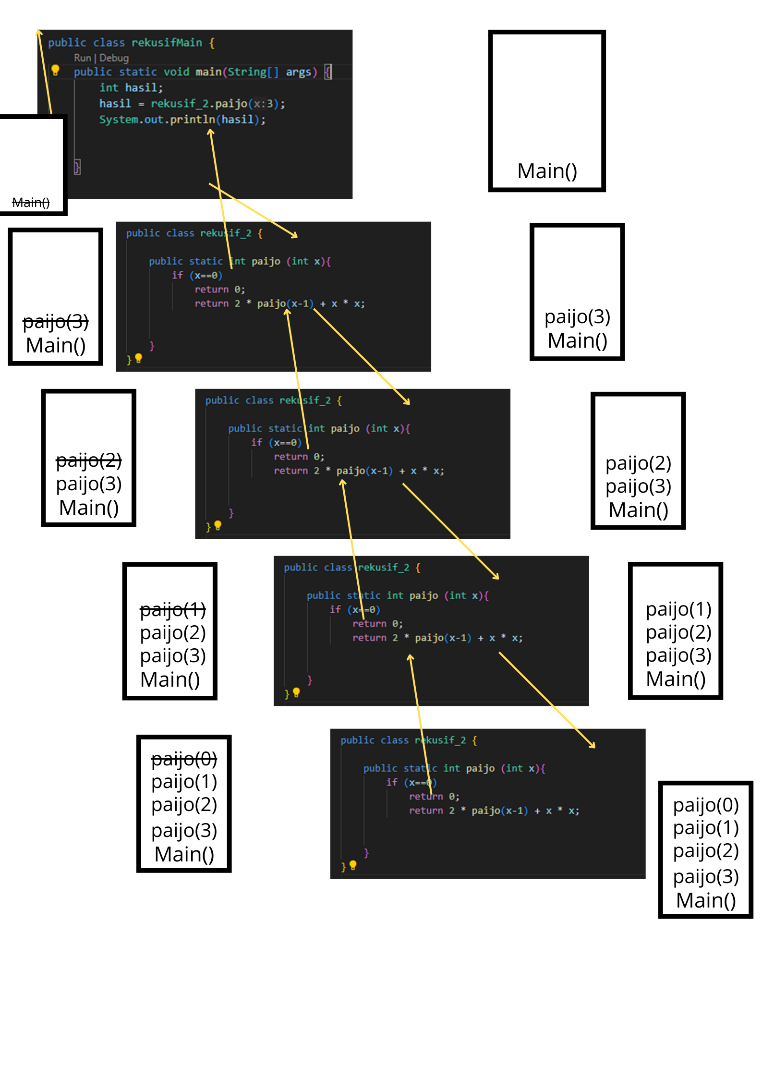 public class rekusifMain {
Run | Debug
public static void main(String[] args) {
int hasil;
hasil = rekusif_2.paijo(x:3);
System.out.println(hasil);
}
Main()
Main()
public class rekusif_2 {
public static int paijo (int x){
if (x==0)
return 0;
return 2 * paijo(x-1) + x * x;
}
}
paijo(3)
Main()
paijo(3)
Main()
public class rekusif_2 {
public static int paijo (int x){
if (x==0)
return 0;
return 2 * paijo(x-1) + x * x;
}
}
paijo(2)
paijo(3)
Main()
paijo(2)
paijo(3)
Main()
public class rekusif_2 {
public static int paijo (int x){
if (x==0)
return 0;
return 2 * paijo(x-1) + x * x;
}
}
paijo(1)
paijo(2)
paijo(3)
Main()
paijo(1)
paijo(2)
paijo(3)
Main()
public class rekusif_2 {
public static int paijo (int x){
if (x==0)
return 0;
return 2 * paijo(x-1) + x * x;
}
}
paijo(0)
paijo(1)
paijo(2)
paijo(3)
Main()
paijo(0)
paijo(1)
paijo(2)
paijo(3)
Main()